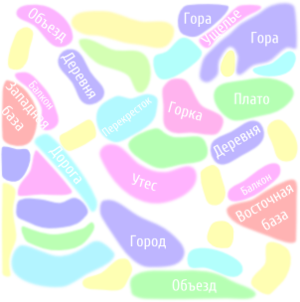 Объезд
Гора
Ущелье
Гора
Деревня
Балкон
Западная
база
Перекресток
Горка
Плато
Деревня
Дорога
Утес
Балкон
Восточная
база
Город
Объезд